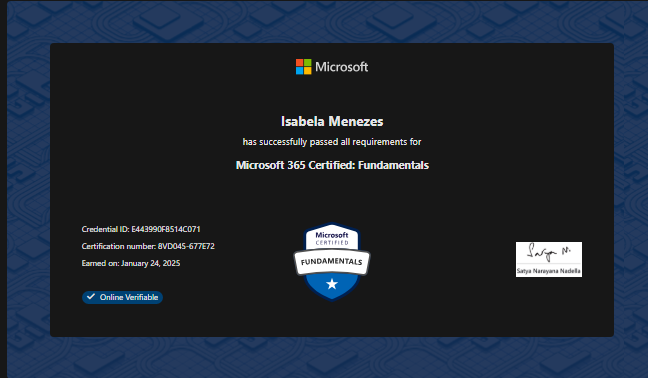 Microsoft
Isabela Menezes
has successfully passed all requirements for
Microsoft 365 Certified: Fundamentals
Credential ID: E443990F8514C071
Certification number: 8VD045-677E72
Earned on: January 24, 2025
Online Verifiable
Microsoft
CERTIFIED
FUNDAMENTALS
Satya N.
Satya Narayana Nadella